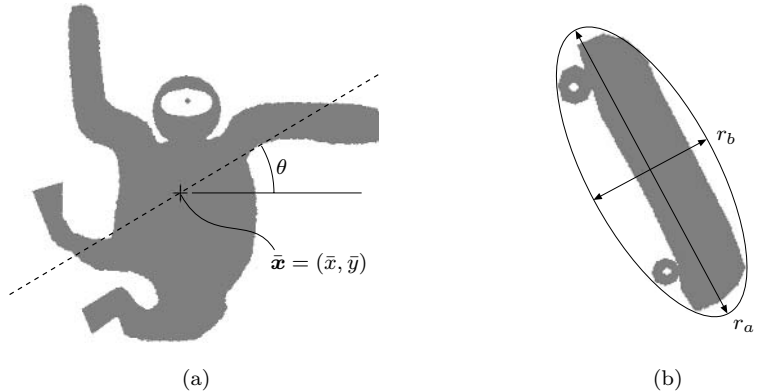 θ
x̄ = (x̄, ȳ)
r_b
r_a
(a)
(b)